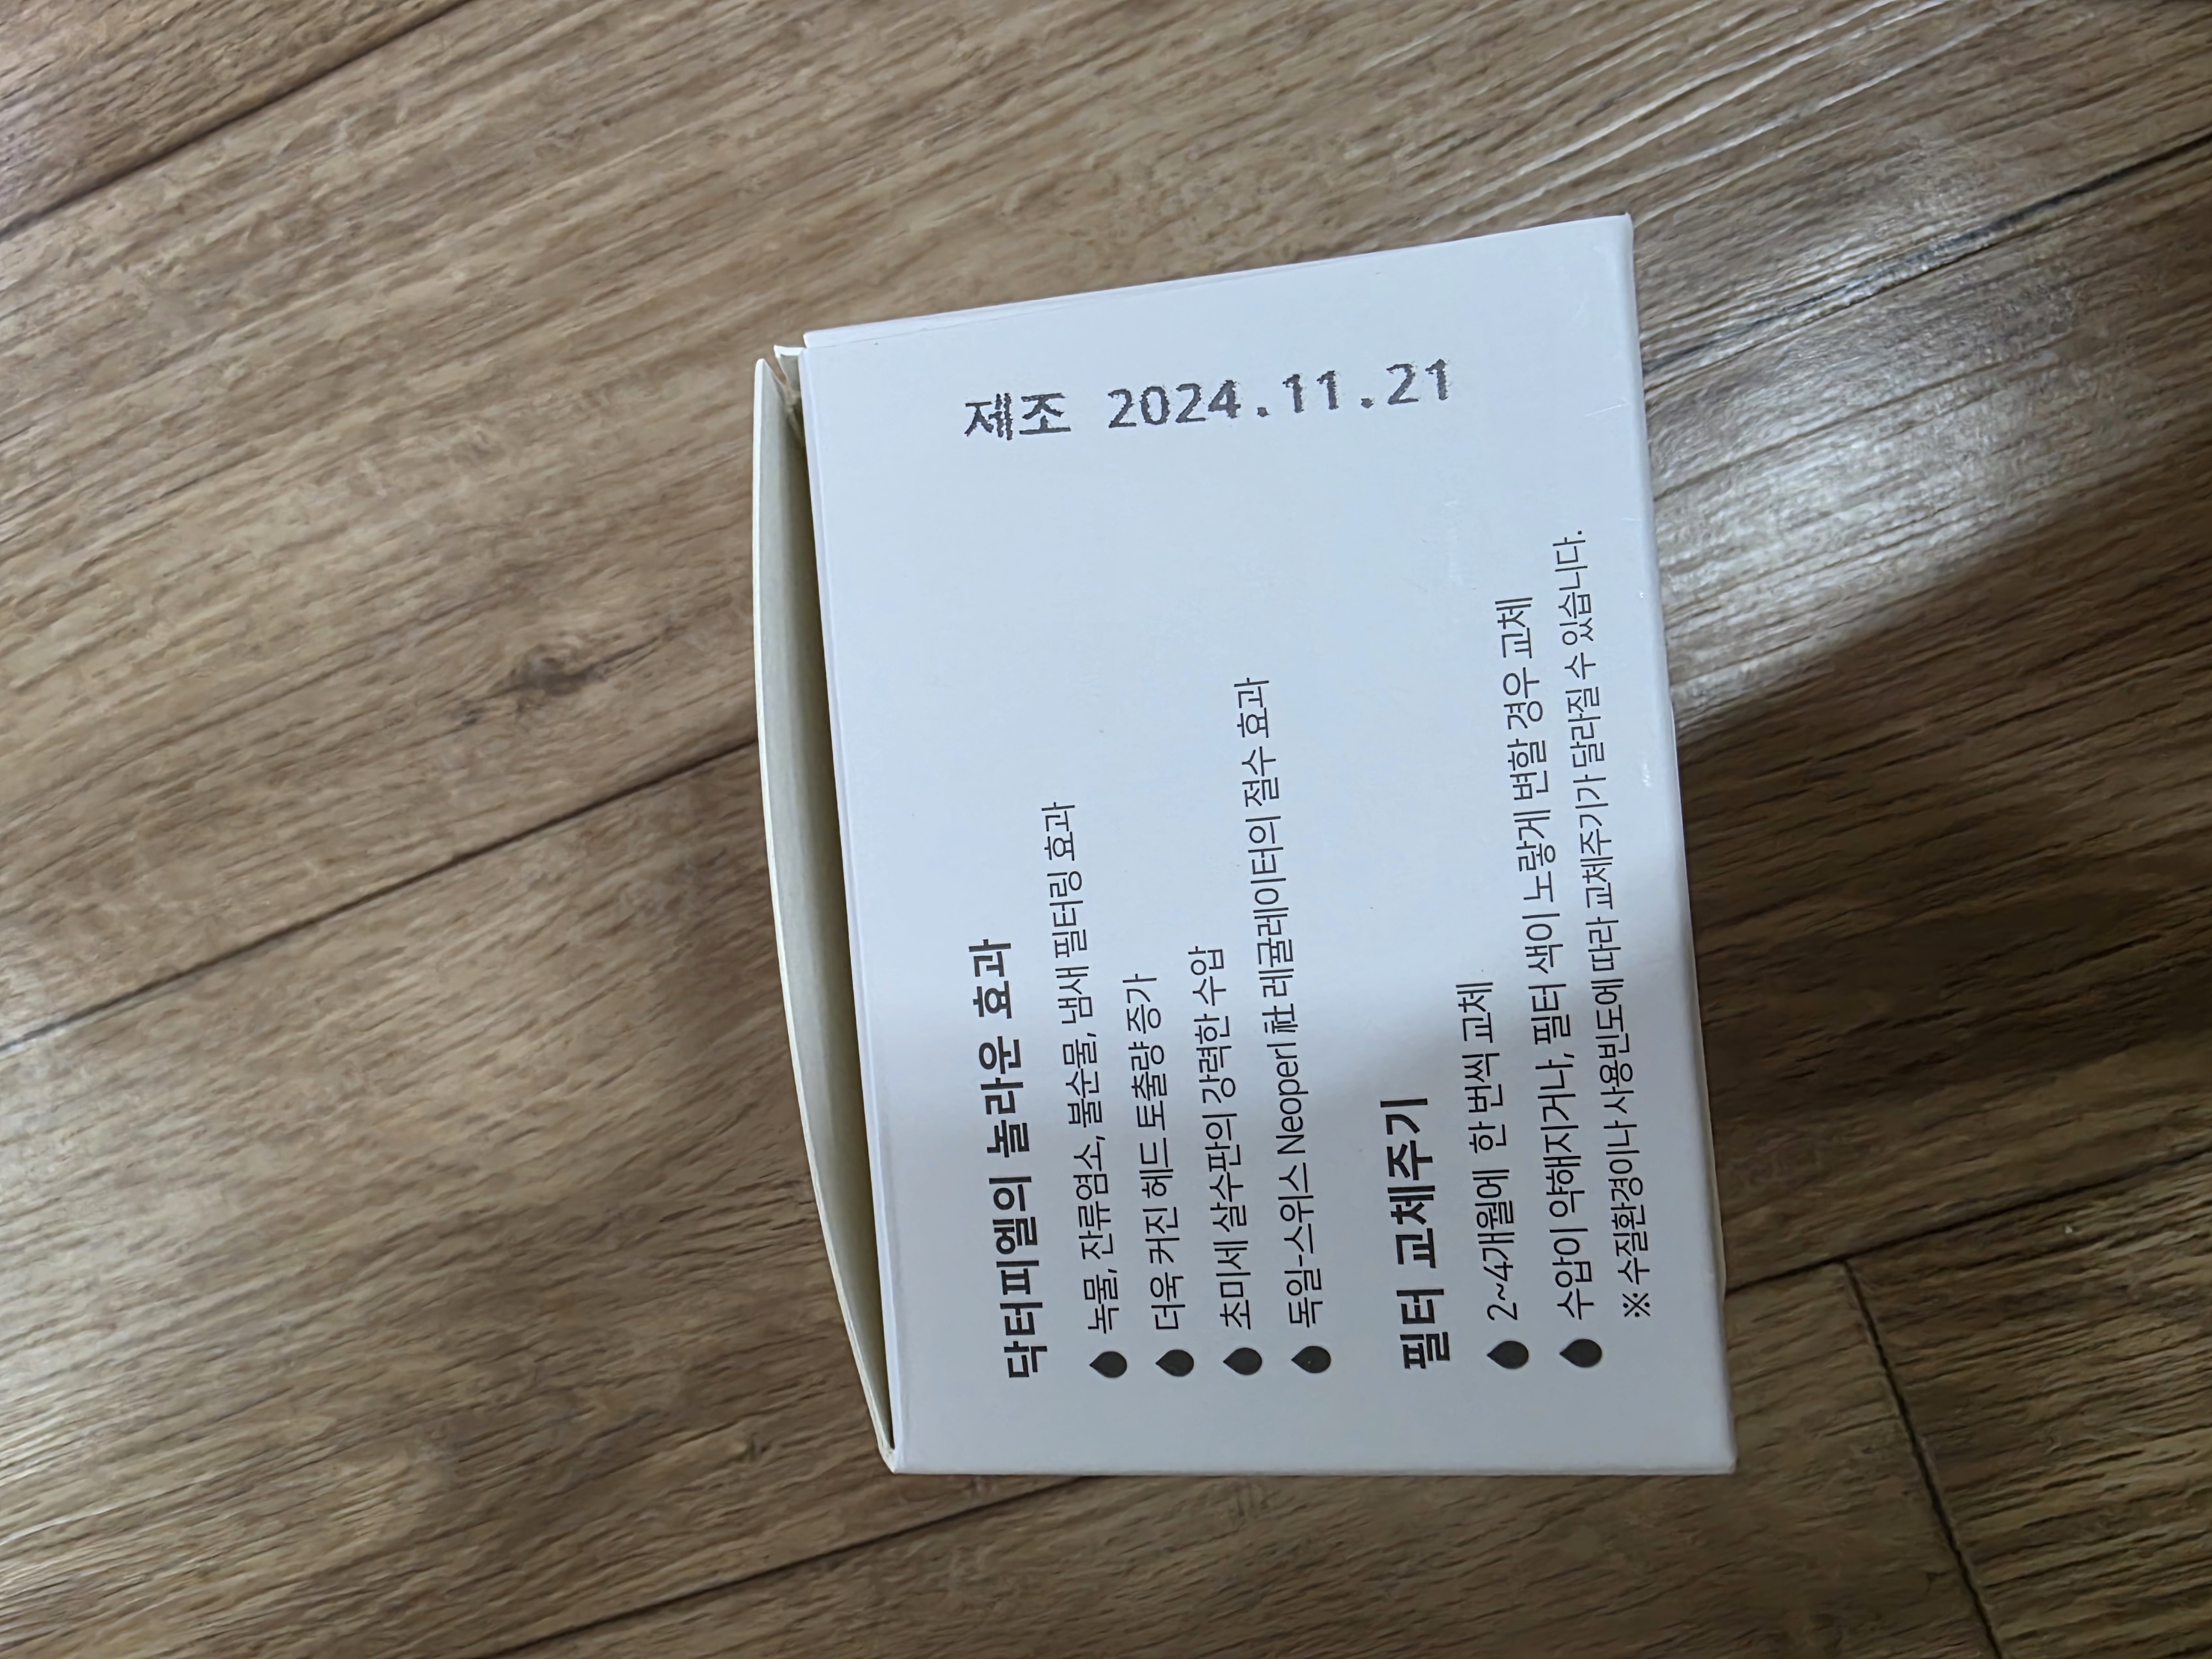 제조 2024.11.21
닥터피엘의 놀라운 효과
녹물, 잔류염소, 불순물, 냄새 필터링 효과
더욱 커진 헤드 토출량 증가
초미세 살수판의 강력한 수압
독일-스위스 Neoperl 社 레귤레이터의 절수 효과
필터 교체주기
2~4개월에 한 번씩 교체
수압이 약해지거나, 필터 색이 노랗게 변할 경우 교체
※ 수질환경이나 사용빈도에 따라 교체주기가 달라질 수 있습니다.